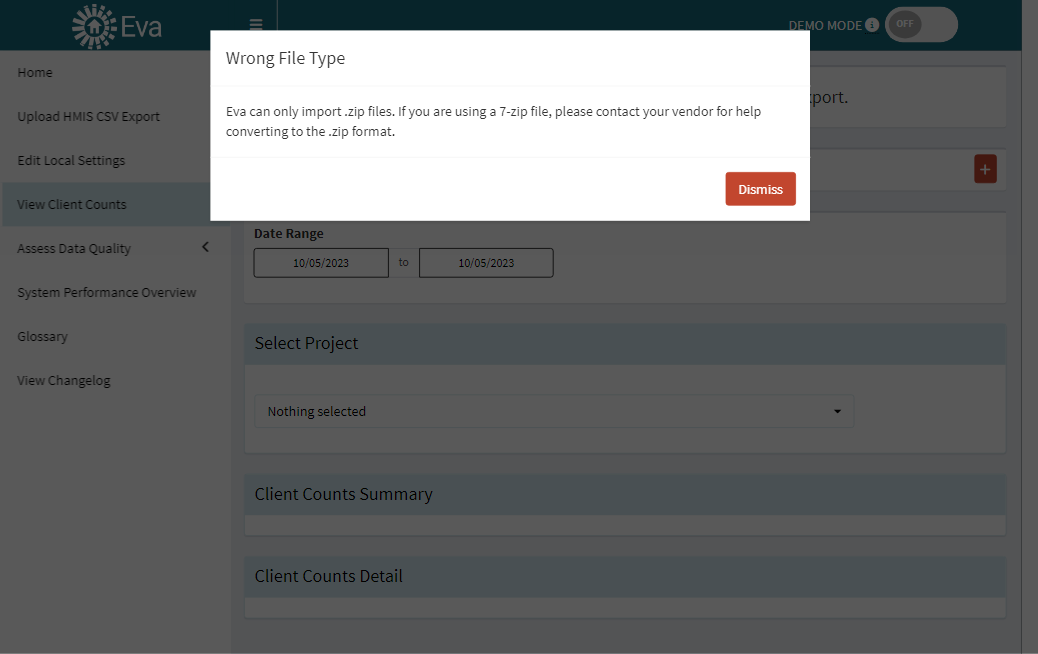 Eva
DEMO MODE i OFF
Home
Upload HMIS CSV Export
Edit Local Settings
View Client Counts
Assess Data Quality
System Performance Overview
Glossary
View Changelog
Wrong File Type
Eva can only import .zip files. If you are using a 7-zip file, please contact your vendor for help
converting to the .zip format.
Dismiss
port.
+
Date Range
10/05/2023 to 10/05/2023
Select Project
Nothing selected
Client Counts Summary
Client Counts Detail